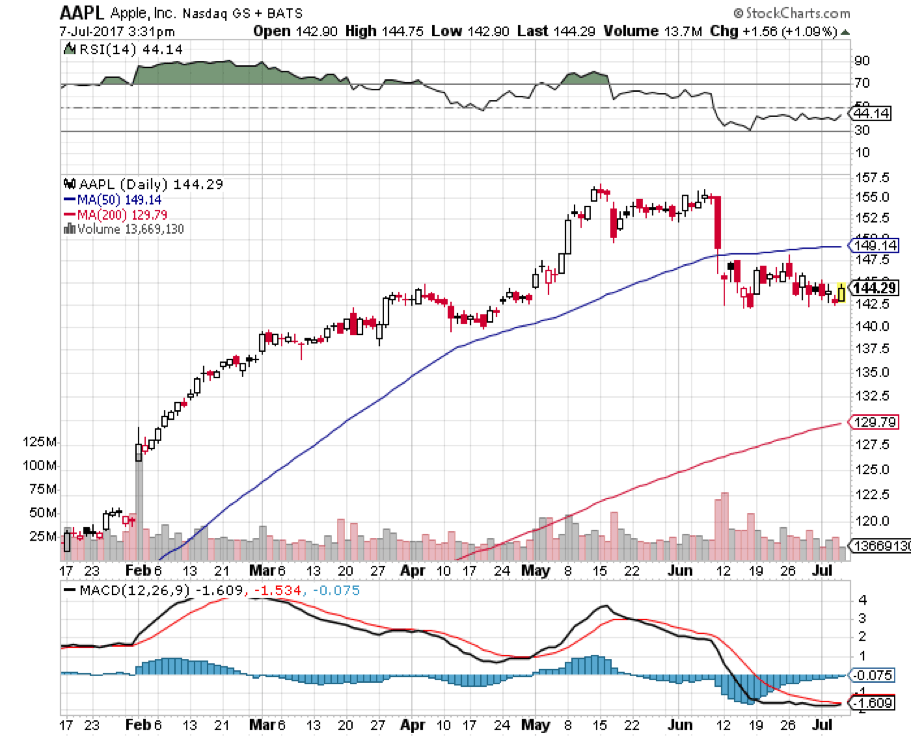 AAPL Apple, Inc. Nasdaq GS + BATS © StockCharts.com
7-Jul-2017 3:31pm Open 142.90 High 144.75 Low 142.90 Last 144.29 Volume 13.7M Chg +1.56 (+1.09%)
RSI(14) 44.14
90
70
50
44.14
30
10
AAPL (Daily) 144.29
MA(50) 149.14
MA(200) 129.79
Volume 13,669,130
157.5
155.0
152.5
149.14
147.5
144.29
142.5
140.0
137.5
135.0
132.5
129.79
127.5
125.0
122.5
120.0
13669130
125M
100M
75M
50M
25M
17 23 Feb 6 13 21 Mar 6 13 20 27 Apr 10 17 24 May 8 15 22 Jun 12 19 26 Jul
MACD(12,26,9) -1.609, -1.534, -0.075
4
3
2
1
-0.075
-1.609
17 23 Feb 6 13 21 Mar 6 13 20 27 Apr 10 17 24 May 8 15 22 Jun 12 19 26 Jul